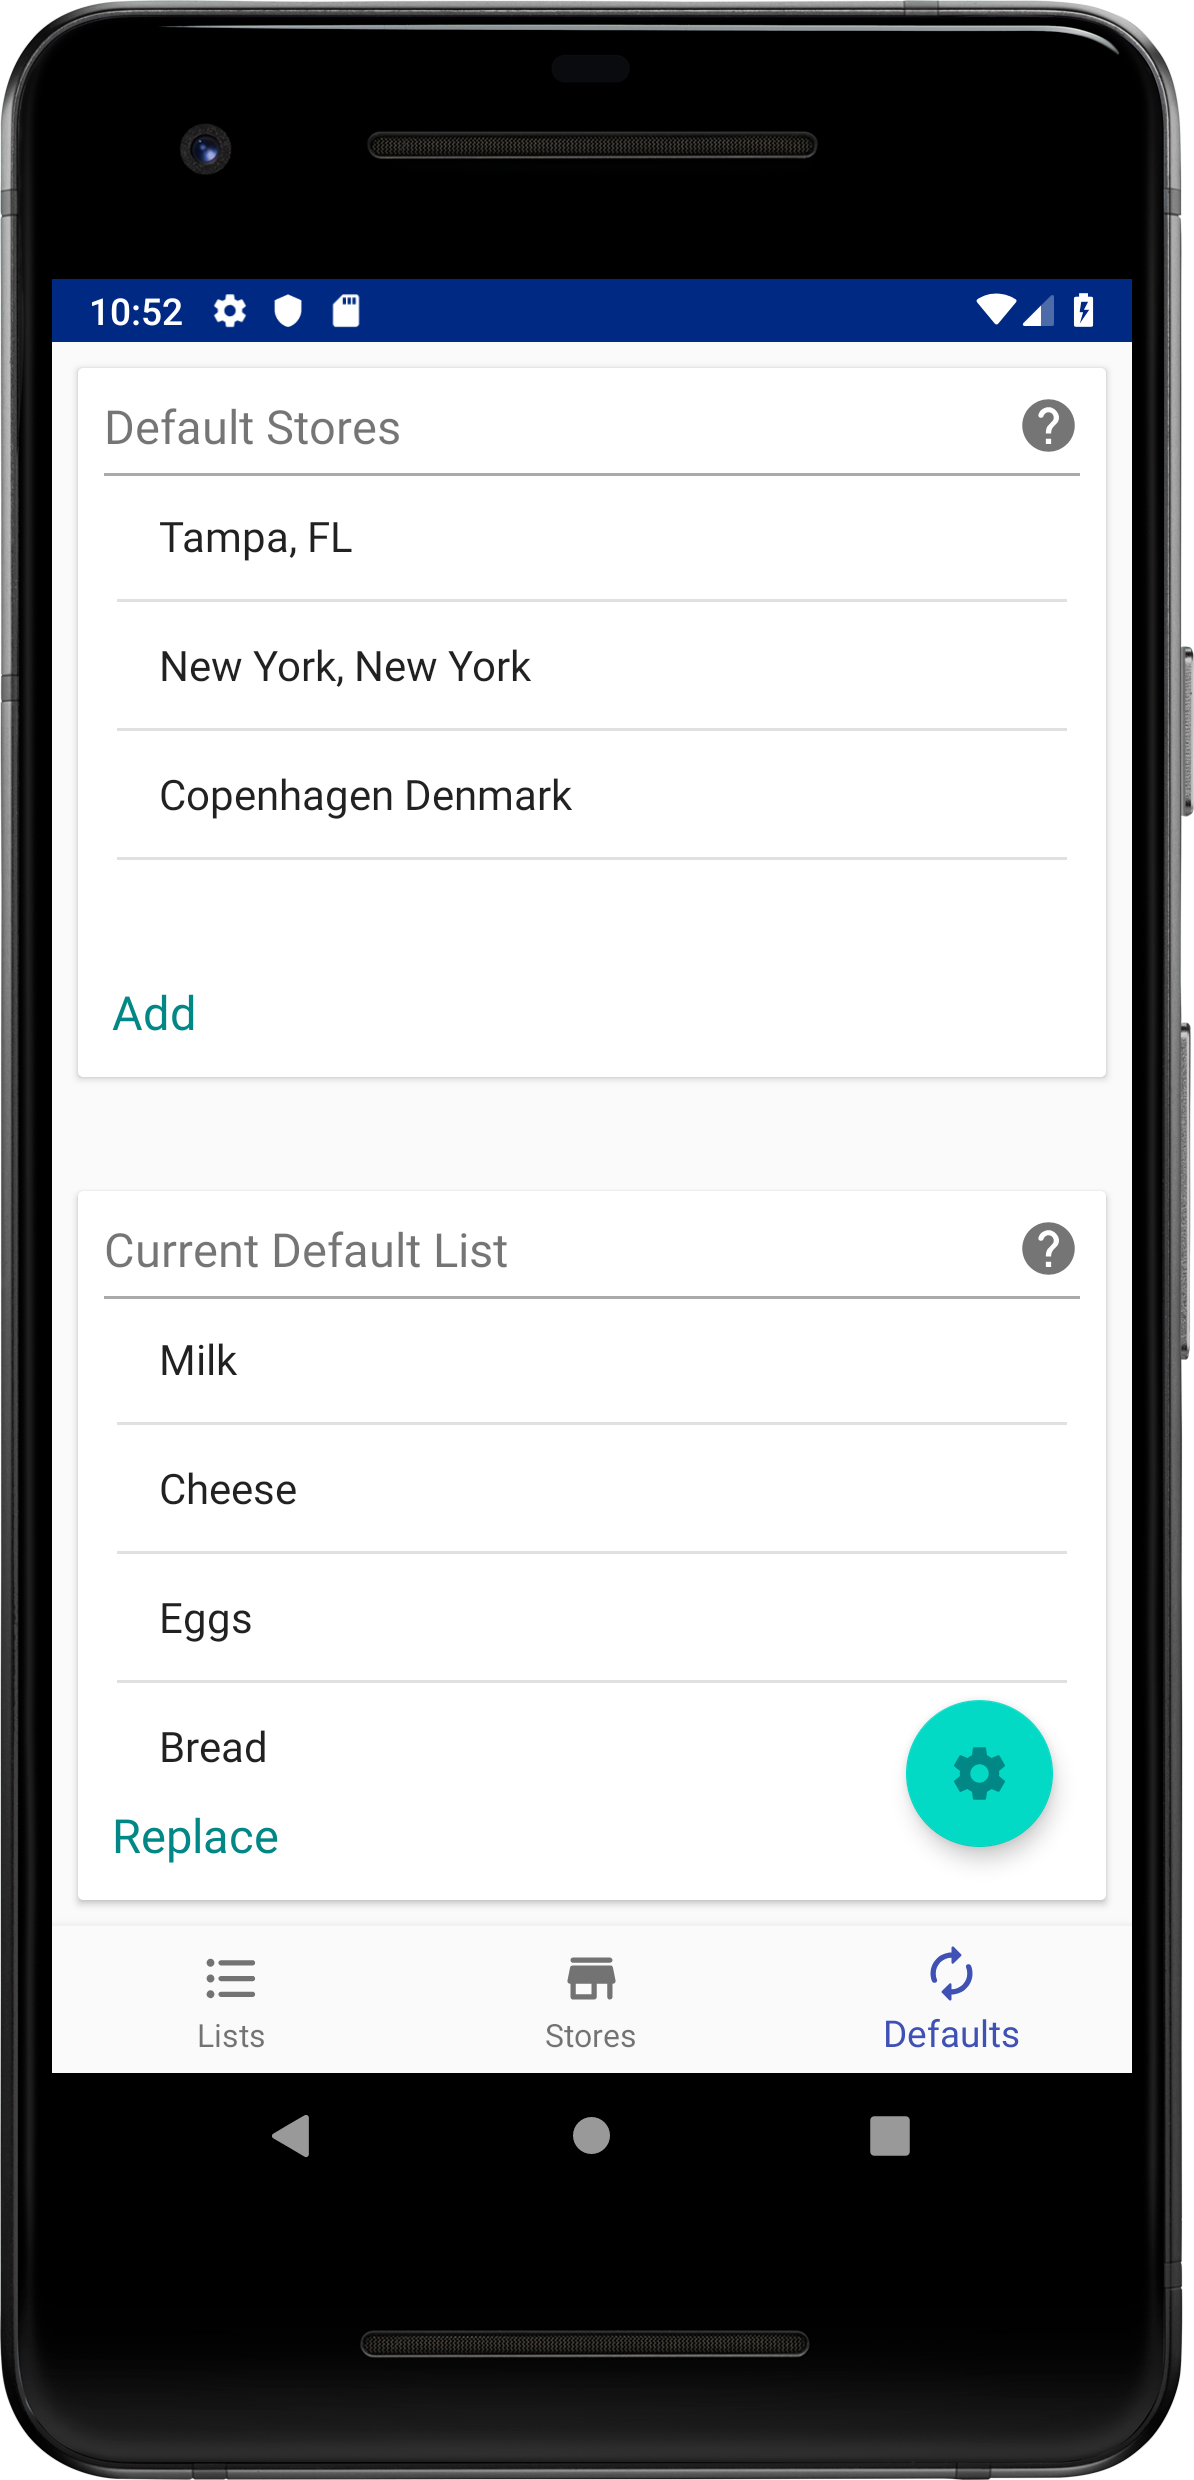 10:52
Default Stores
Tampa, FL
New York, New York
Copenhagen Denmark
Add
Current Default List
Milk
Cheese
Eggs
Bread
Replace
Lists
Stores
Defaults